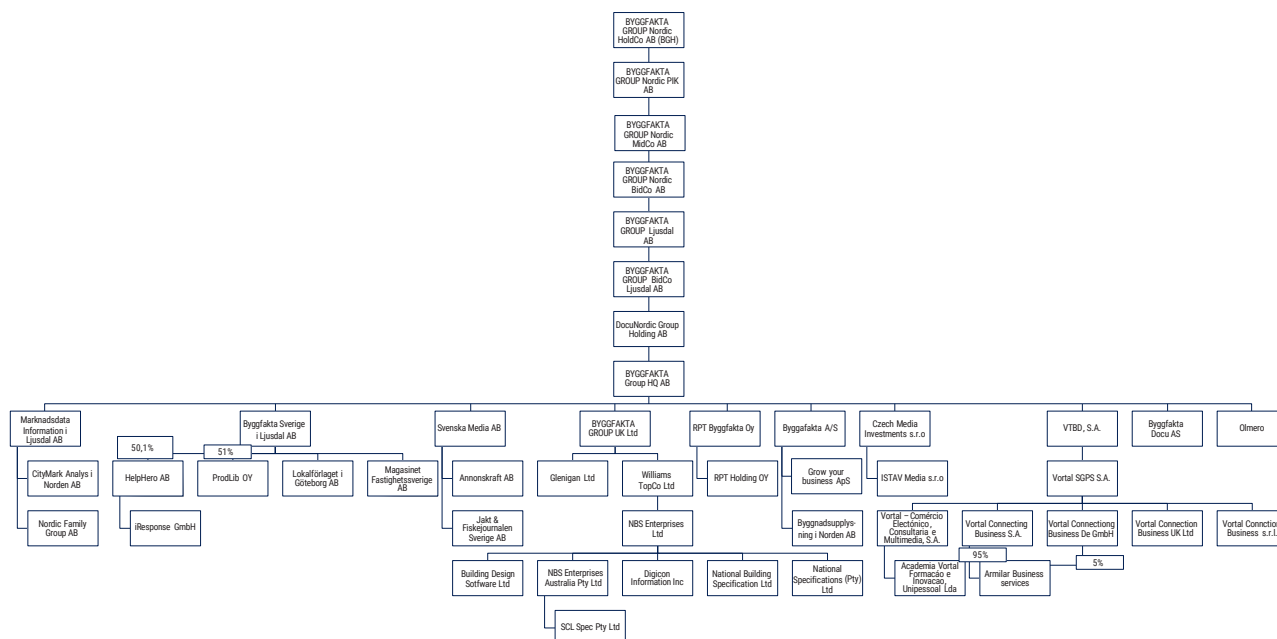 BYGGFAKTA
GROUP Nordic
HoldCo AB (BGH)
BYGGFAKTA
GROUP Nordic PIK
AB
BYGGFAKTA
GROUP Nordic
MidCo AB
BYGGFAKTA
GROUP Nordic
BidCo AB
BYGGFAKTA
GROUP Ljusdal
AB
BYGGFAKTA
GROUP BidCo
Ljusdal AB
DocuNordic Group
Holding AB
BYGGFAKTA
Group HQ AB
Marknadsdata
Information i
Ljusdal AB
Byggfakta Sverige
i Ljusdal AB
Svenska Media AB
BYGGFAKTA
GROUP UK Ltd
RPT Byggfakta Oy
Byggafakta A/S
Czech Media
Investments s.r.o
VTBD, S.A.
Byggfakta
Docu AS
Olmero
50,1%
51%
CityMark Analys i
Norden AB
HelpHero AB
ProdLib OY
Lokalförlaget i
Göteborg AB
Magasinet
Fastighetssverige
AB
Annonskraft AB
Glenigan Ltd
Williams
TopCo Ltd
RPT Holding OY
Grow your
business ApS
ISTAV Media s.r.o
Vortal SGPS S.A.
Nordic Family
Group AB
iResponse GmbH
Jakt &
Fiskejournalen
Sverige AB
NBS Enterprises
Ltd
Byggnadsupplys-
ning i Norden AB
Vortal – Comércio
Electónico,
Consultaria e
Multimedia, S.A.
Vortal Connecting
Business S.A.
Vortal Connectiong
Business De GmbH
Vortal Connection
Business UK Ltd
Vortal Connction
Business s.r.l.
95%
5%
Building Design
Sotfware Ltd
NBS Enterprises
Australia Pty Ltd
Digicon
Information Inc
National Building
Specification Ltd
National
Specifications (Pty)
Ltd
Academia Vortal
Formacáo e
Inovacao,
Unipessoal Lda
Armilar Business
services
SCL Spec Pty Ltd